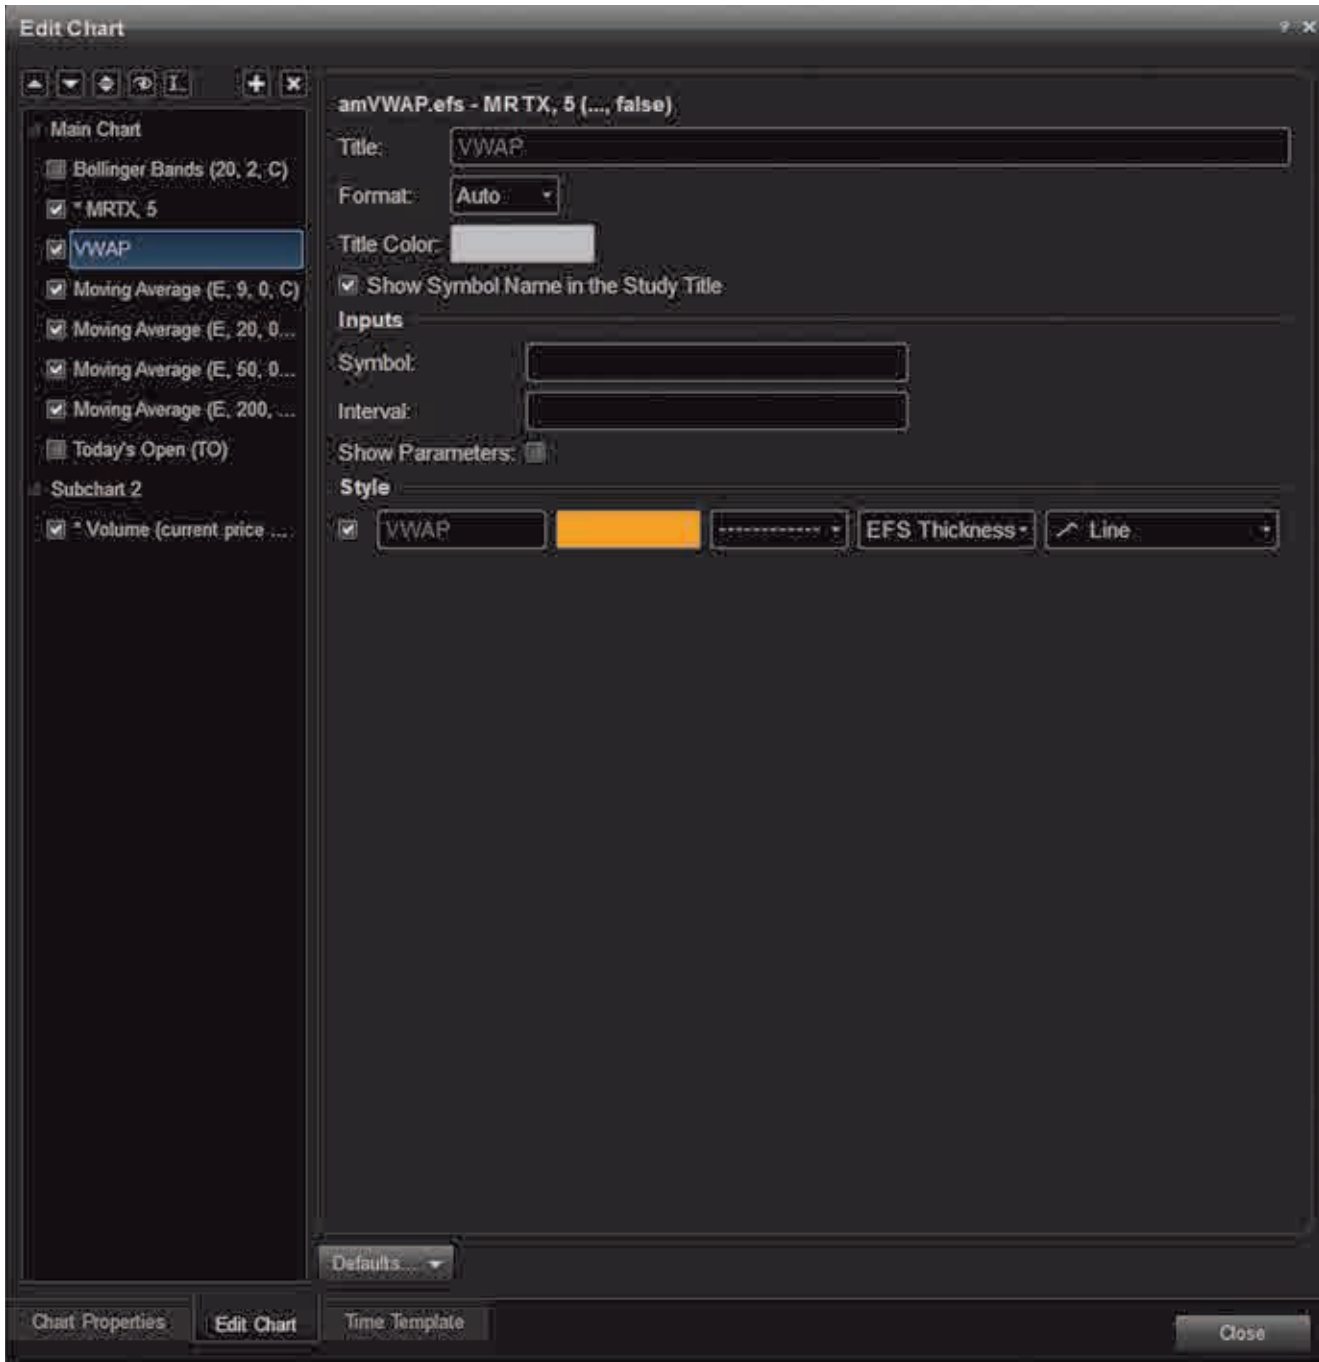 Edit Chart
Main Chart
Bollinger Bands (20, 2, C)
* MRTX, 5
VWAP
Moving Average (E, 9, 0, C)
Moving Average (E, 20, 0...
Moving Average (E, 50, 0...
Moving Average (E, 200, ...
Today's Open (TO)
Subchart 2
* Volume (current price ...
amVWAP.efs - MRTX, 5 (..., false)
Title: VWAP
Format: Auto
Title Color:
Show Symbol Name in the Study Title
Inputs
Symbol:
Interval:
Show Parameters:
Style
VWAP EFS Thickness Line
Defaults...
Chart Properties Edit Chart Time Template Close